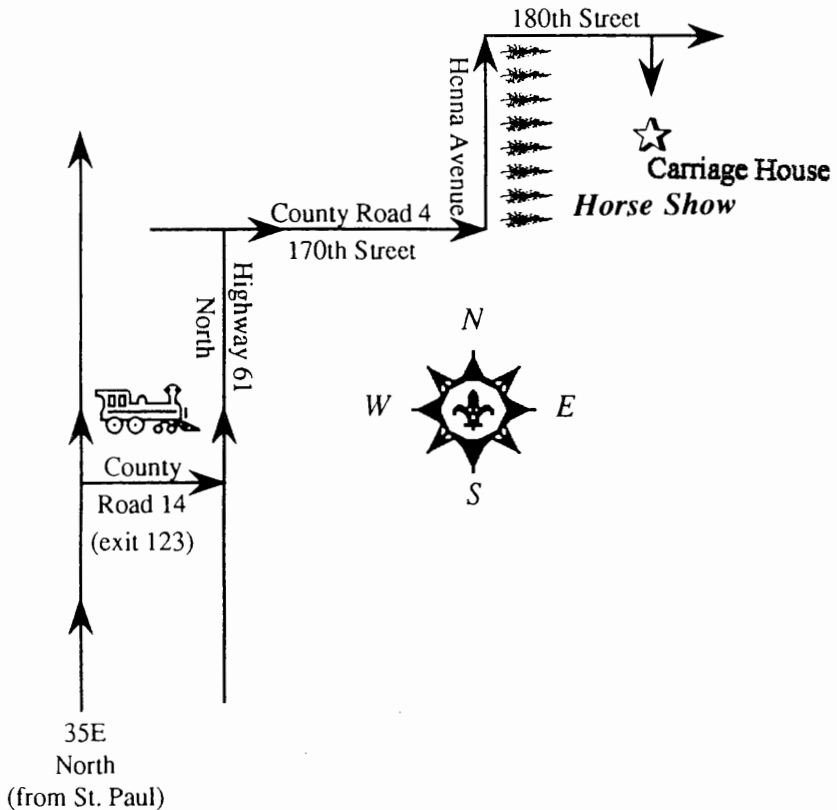 180th Street
Henna Avenue
Carriage House
Horse Show
County Road 4
170th Street
Highway 61
North
N
W
E
S
County
Road 14
(exit 123)
35E
North
(from St. Paul)